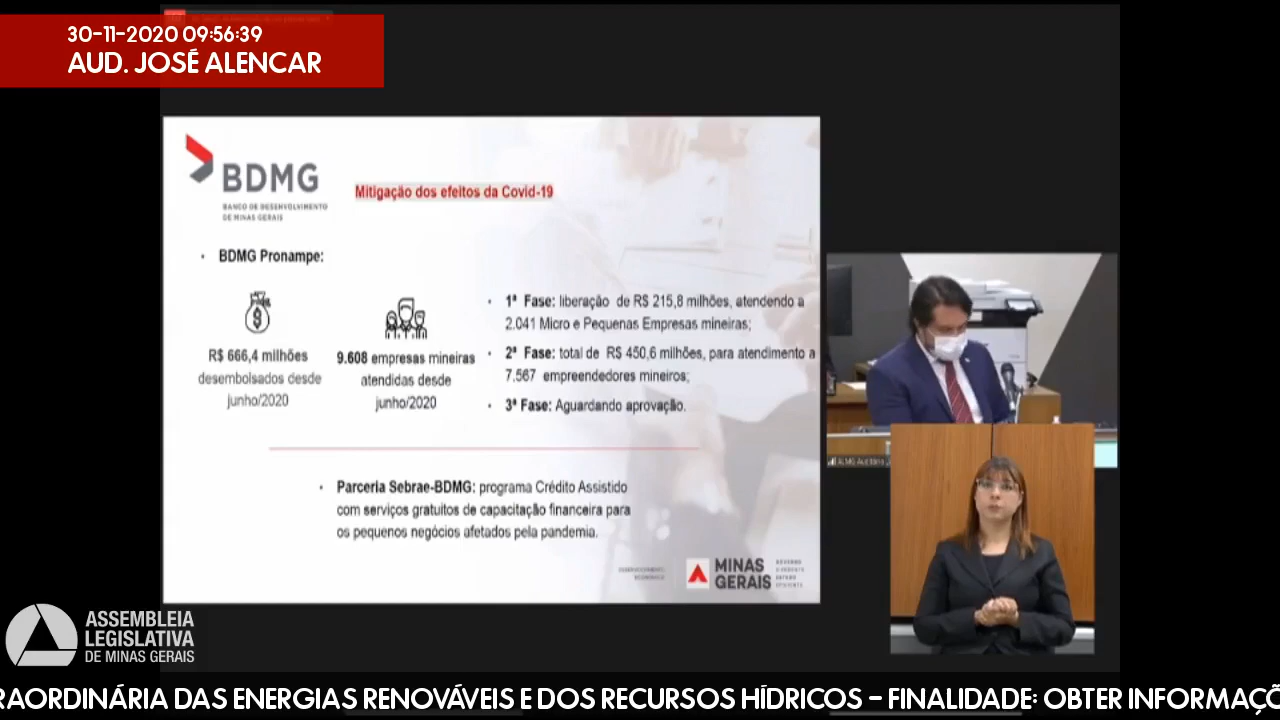 30-11-2020 09:56:39
AUD. JOSÉ ALENCAR
BDMG
BANCO DE DESENVOLVIMENTO
DE MINAS GERAIS
Mitigação dos efeitos da Covid-19
• BDMG Pronampe:
R$ 666,4 milhões
desembolsados desde
junho/2020
9.608 empresas mineiras
atendidas desde
junho/2020
• 1ª Fase: liberação de R$ 215,8 milhões, atendendo a
2.041 Micro e Pequenas Empresas mineiras;
• 2ª Fase: total de R$ 450,6 milhões, para atendimento a
7.567 empreendedores mineiros;
• 3ª Fase: Aguardando aprovação.
• Parceria Sebrae-BDMG: programa Crédito Assistido
com serviços gratuitos de capacitação financeira para
os pequenos negócios afetados pela pandemia.
DESENVOLVIMENTO
ECONÔMICO
MINAS
GERAIS
ALMG Auditório
ASSEMBLEIA
LEGISLATIVA
DE MINAS GERAIS
RAORDINÁRIA DAS ENERGIAS RENOVÁVEIS E DOS RECURSOS HÍDRICOS – FINALIDADE: OBTER INFORMAÇÕ